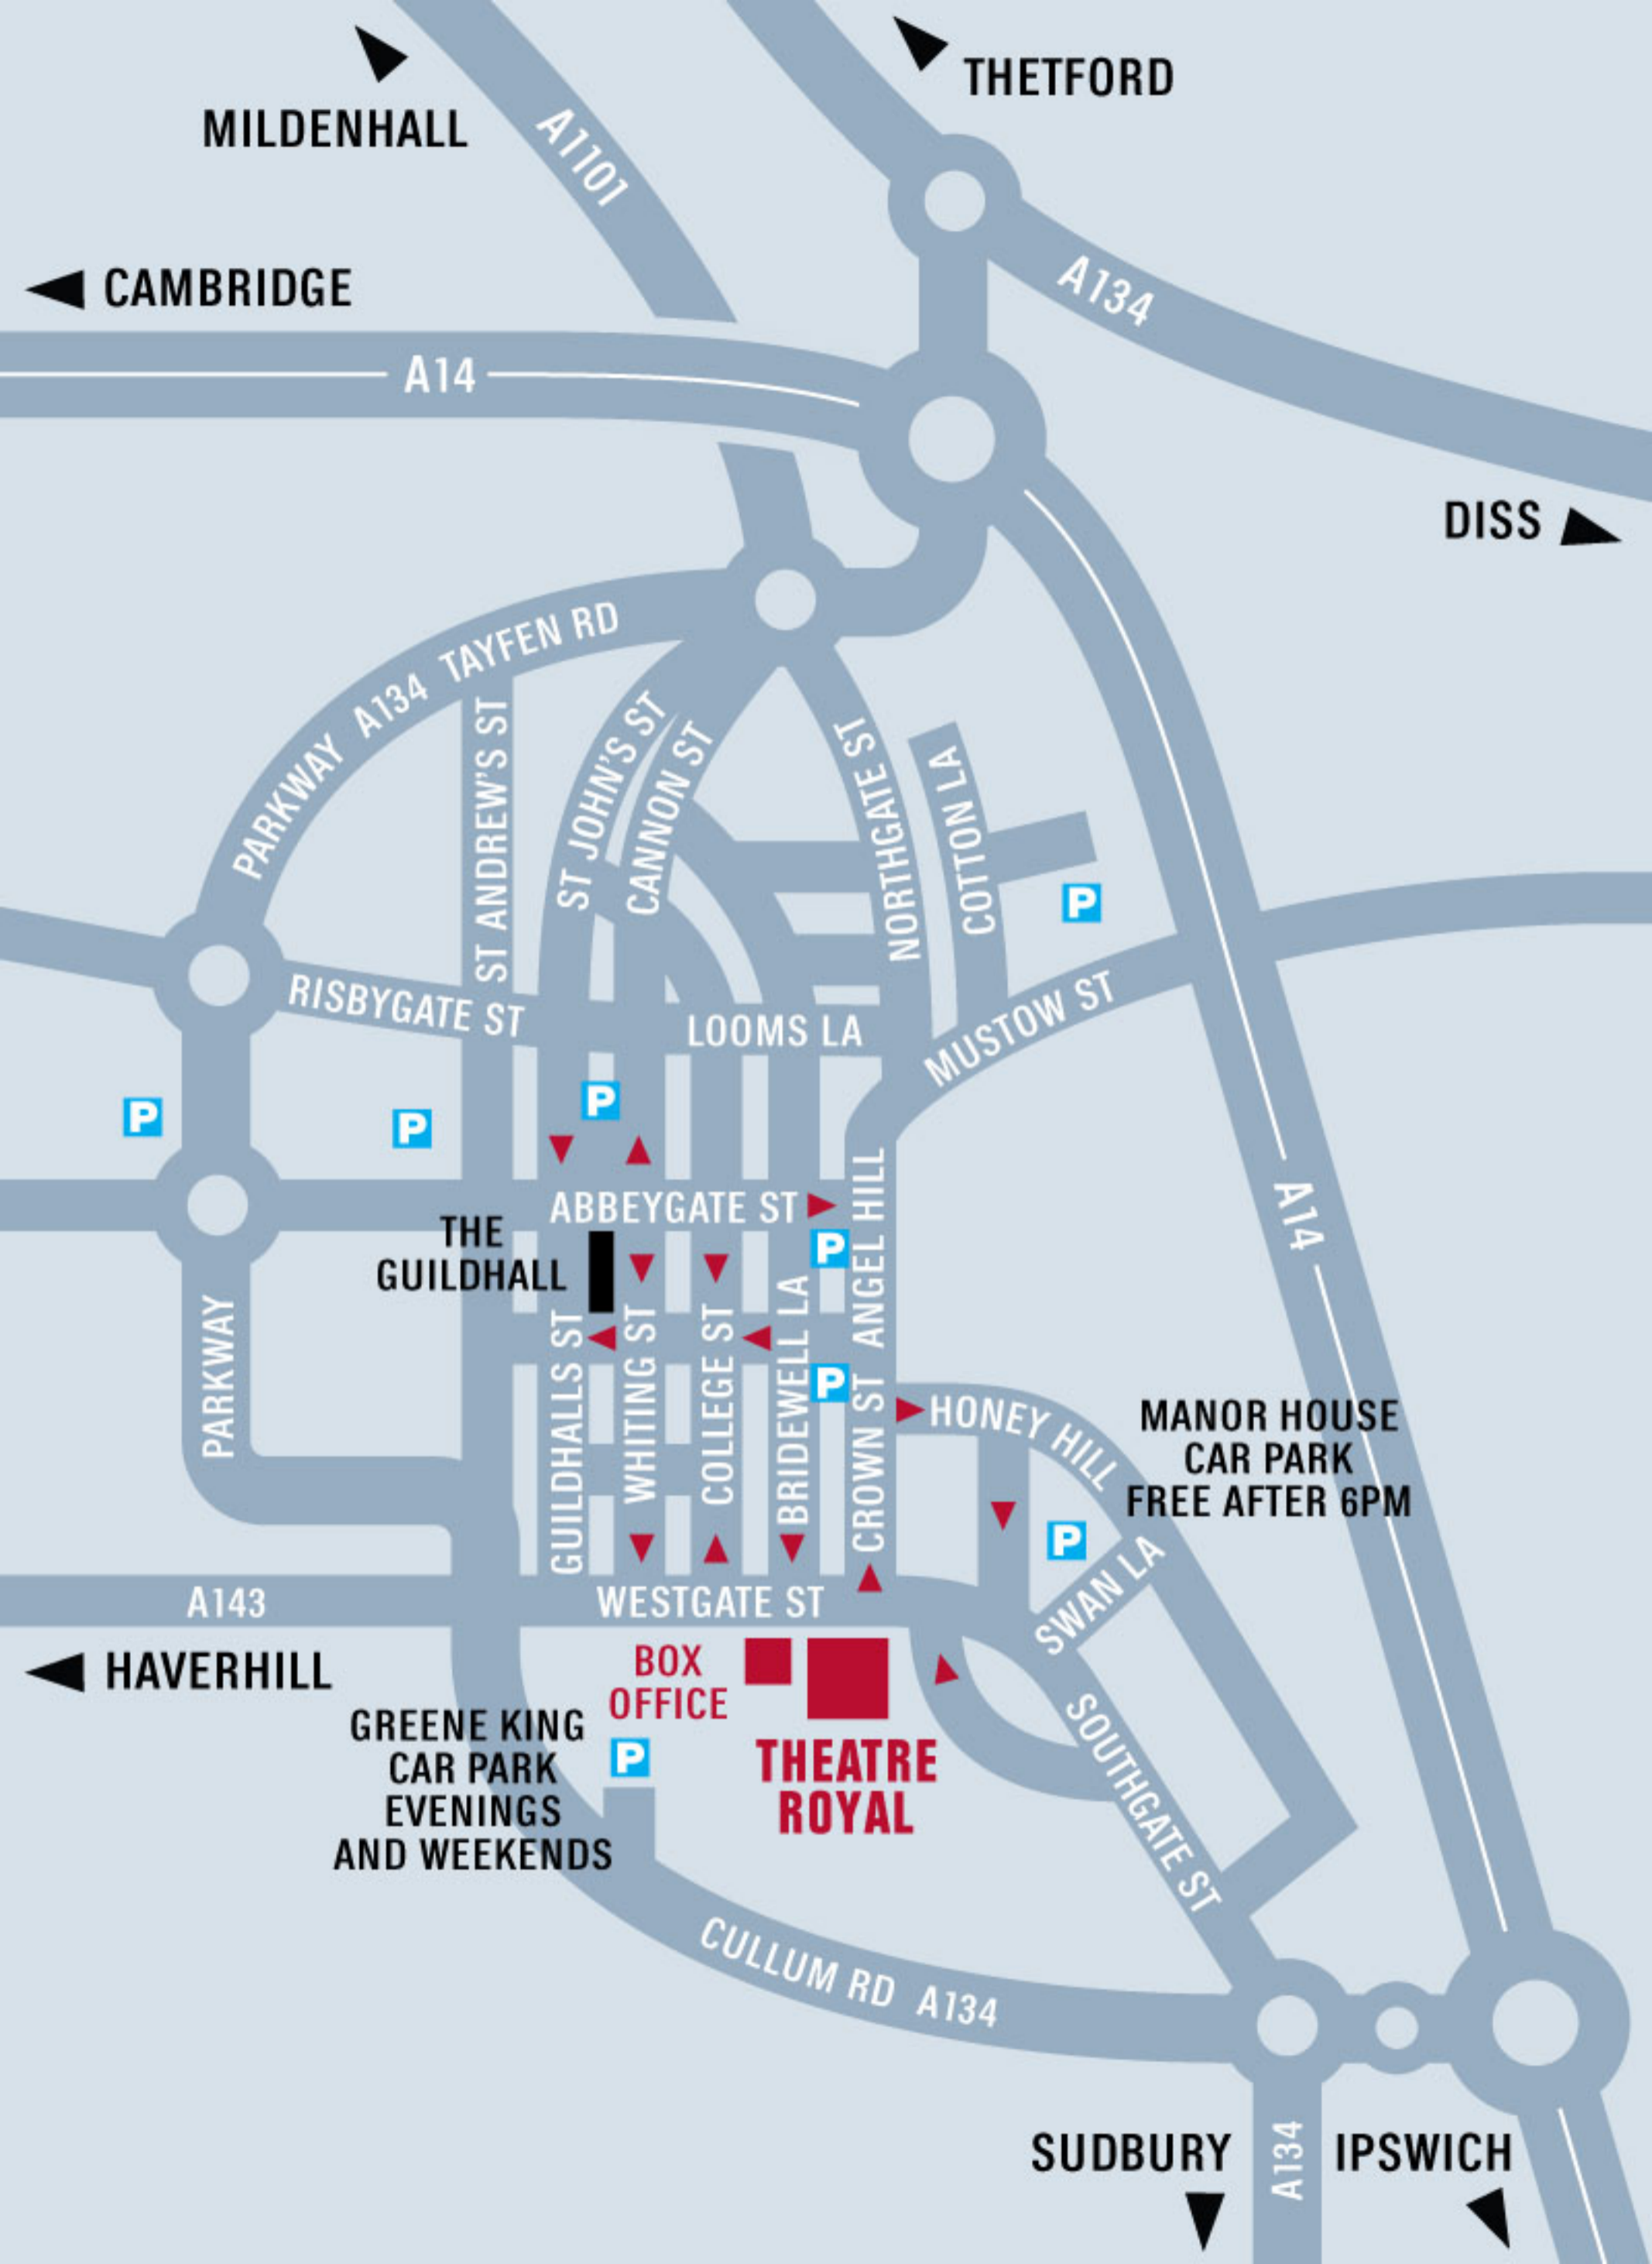 THETFORD
MILDENHALL
A1101
CAMBRIDGE
A134
A14
DISS
PARKWAY A134 TAYFEN RD
ST ANDREW'S ST
ST JOHN'S ST
CANNON ST
NORTHGATE ST
COTTON LA
P
RISBYGATE ST
LOOMS LA
MUSTOW ST
P
P
P
ABBEYGATE ST
A14
THE
GUILDHALL
P
ANGEL HILL
PARKWAY
GUILDHALLS ST
WHITING ST
COLLEGE ST
BRIDEWELL LA
P
CROWN ST
HONEY HILL
MANOR HOUSE
CAR PARK
FREE AFTER 6PM
P
SWAN LA
A143
WESTGATE ST
HAVERHILL
BOX
OFFICE
GREENE KING
CAR PARK
EVENINGS
AND WEEKENDS
P
THEATRE
ROYAL
SOUTHGATE ST
CULLUM RD A134
SUDBURY
A134
IPSWICH